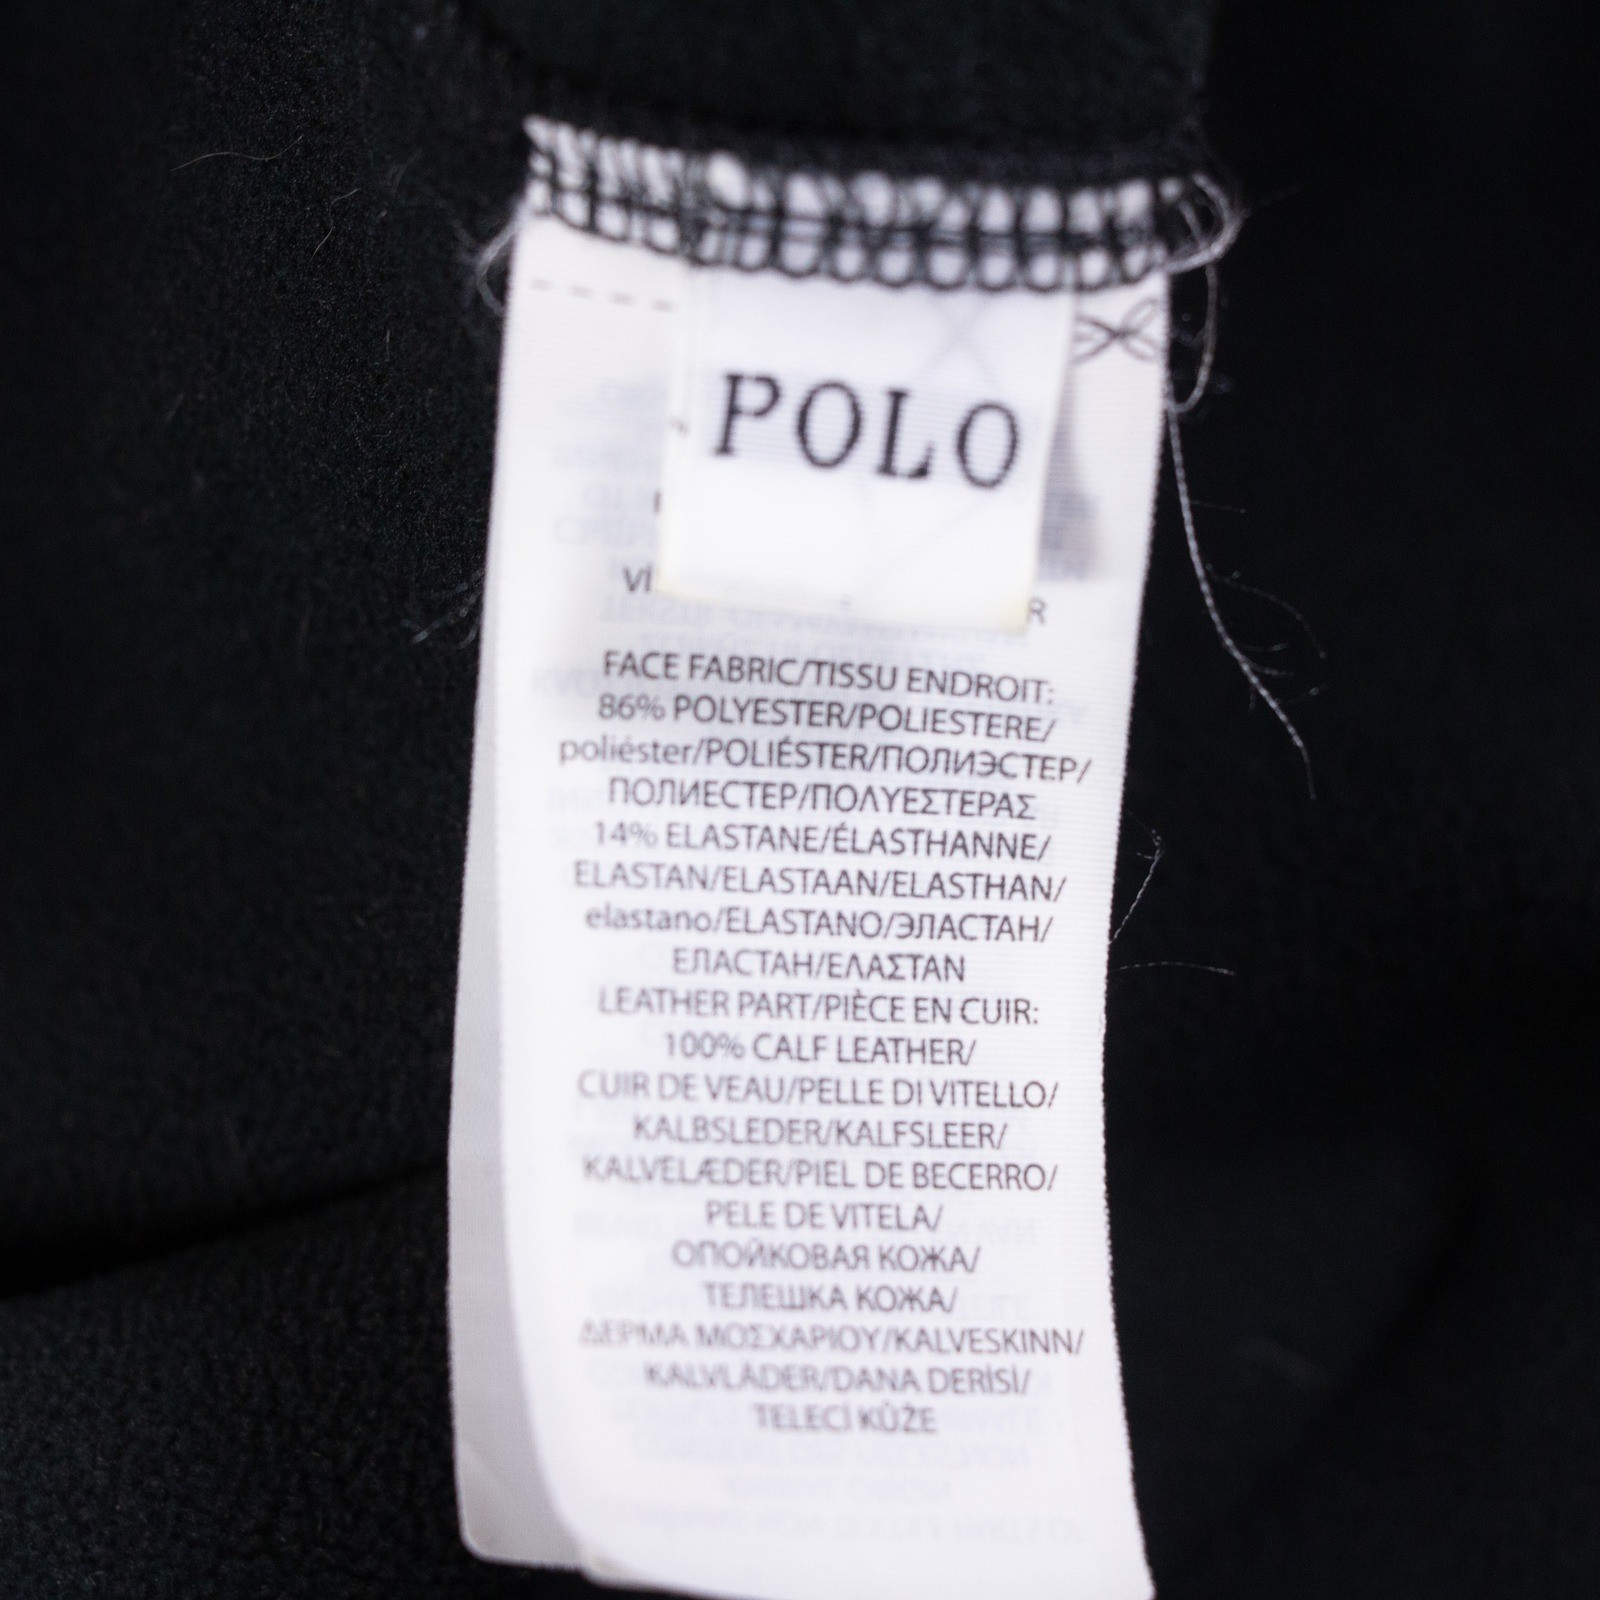 POLO
FACE FABRIC/TISSU ENDROIT:
86% POLYESTER/POLIESTERE/
poliéster/POLIÉSTER/ПОЛИЭСТЕР/
ПОЛИЕСТЕР/ΠΟΛΥΕΣΤΕΡΑΣ
14% ELASTANE/ÉLASTHANNE/
ELASTAN/ELASTAAN/ELASTHAN/
elastano/ELASTANO/ЭЛАСТАН/
ЕЛАСТАН/ΕΛΑΣΤΑΝ
LEATHER PART/PIÈCE EN CUIR:
100% CALF LEATHER/
CUIR DE VEAU/PELLE DI VITELLO/
KALBSLEDER/KALFSLEER/
KALVELÆDER/PIEL DE BECERRO/
PELE DE VITELA/
ОПОЙКОВАЯ КОЖА/
ТЕЛЕШКА КОЖА/
ΔΕΡΜΑ ΜΟΣΧΑΡΙΟΥ/KALVESKINN/
KALVLÄDER/DANA DERİSİ/
TELECÍ KŮŽE